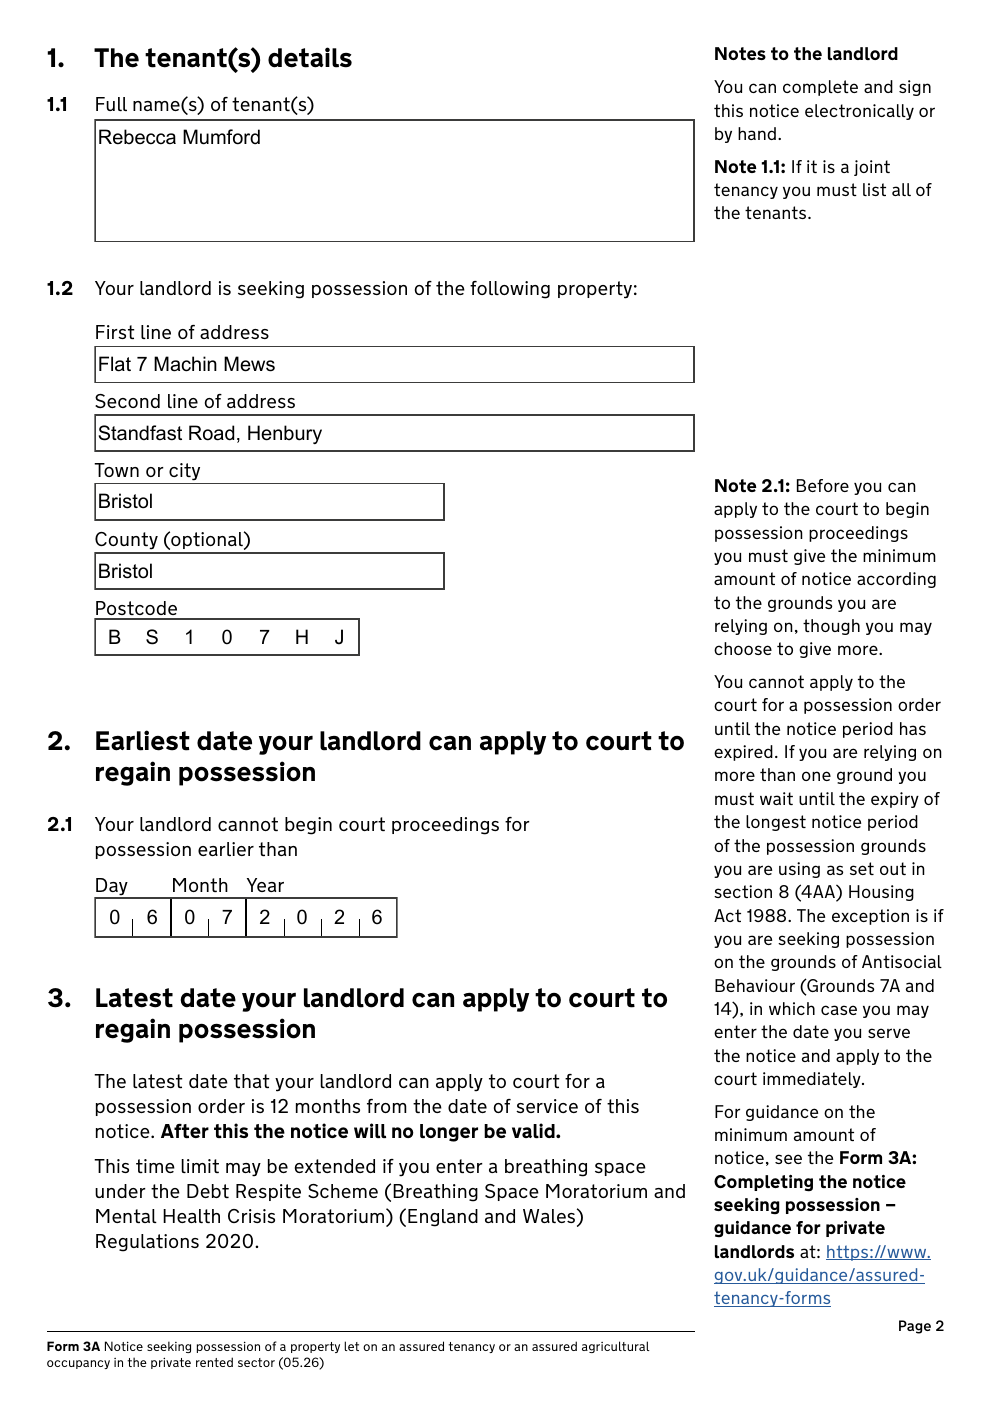 1. The tenant(s) details
1.1 Full name(s) of tenant(s)
Rebecca Mumford
1.2 Your landlord is seeking possession of the following property:
First line of address
Flat 7 Machin Mews
Second line of address
Standfast Road, Henbury
Town or city
Bristol
County (optional)
Bristol
Postcode
B S 1 0 7 H J
2. Earliest date your landlord can apply to court to
regain possession
2.1 Your landlord cannot begin court proceedings for
possession earlier than
Day Month Year
0 6 0 7 2 0 2 6
3. Latest date your landlord can apply to court to
regain possession
The latest date that your landlord can apply to court for a
possession order is 12 months from the date of service of this
notice. After this the notice will no longer be valid.
This time limit may be extended if you enter a breathing space
under the Debt Respite Scheme (Breathing Space Moratorium and
Mental Health Crisis Moratorium) (England and Wales)
Regulations 2020.
Notes to the landlord
You can complete and sign
this notice electronically or
by hand.
Note 1.1: If it is a joint
tenancy you must list all of
the tenants.
Note 2.1: Before you can
apply to the court to begin
possession proceedings
you must give the minimum
amount of notice according
to the grounds you are
relying on, though you may
choose to give more.
You cannot apply to the
court for a possession order
until the notice period has
expired. If you are relying on
more than one ground you
must wait until the expiry of
the longest notice period
of the possession grounds
you are using as set out in
section 8 (4AA) Housing
Act 1988. The exception is if
you are seeking possession
on the grounds of Antisocial
Behaviour (Grounds 7A and
14), in which case you may
enter the date you serve
the notice and apply to the
court immediately.
For guidance on the
minimum amount of
notice, see the Form 3A:
Completing the notice
seeking possession –
guidance for private
landlords at: https://www.
gov.uk/guidance/assured-
tenancy-forms
Page 2
Form 3A Notice seeking possession of a property let on an assured tenancy or an assured agricultural
occupancy in the private rented sector (05.26)